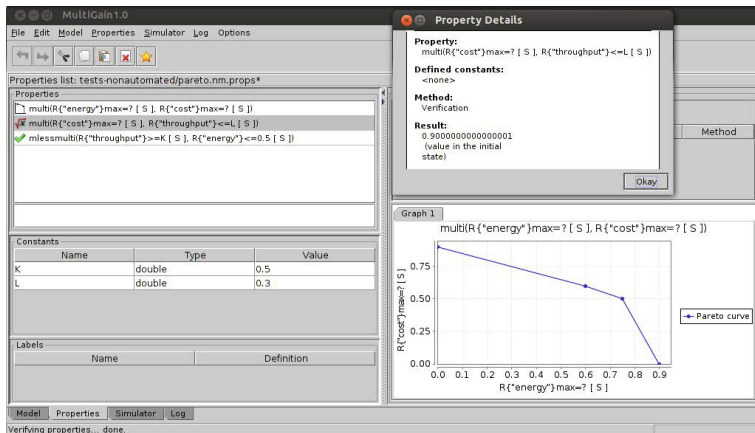 MultiGain1.0
File Edit Model Properties Simulator Log Options
Properties list: tests-nonautomated/pareto.nm.props*
Properties
multi(R{"energy"}max=? [ S ], R{"cost"}max=? [ S ])
multi(R{"cost"}max=? [ S ], R{"throughput"}<=L [ S ])
mlessmulti(R{"throughput"}>=K [ S ], R{"energy"}<=0.5 [ S ])
Constants
Name Type Value
K double 0.5
L double 0.3
Labels
Name Definition
Model Properties Simulator Log
Verifying properties... done.
Property Details
Property:
multi(R{"cost"}max=? [ S ], R{"throughput"}<=L [ S ])
Defined constants:
<none>
Method:
Verification
Result:
0.9000000000000001
(value in the initial
state)
Okay
Method
Graph 1
multi(R{"energy"}max=? [ S ], R{"cost"}max=? [ S ])
R{"cost"}max=? [ S ]
0.75
0.50
0.25
0.00
0.0 0.1 0.2 0.3 0.4 0.5 0.6 0.7 0.8 0.9
R{"energy"}max=? [ S ]
Pareto curve